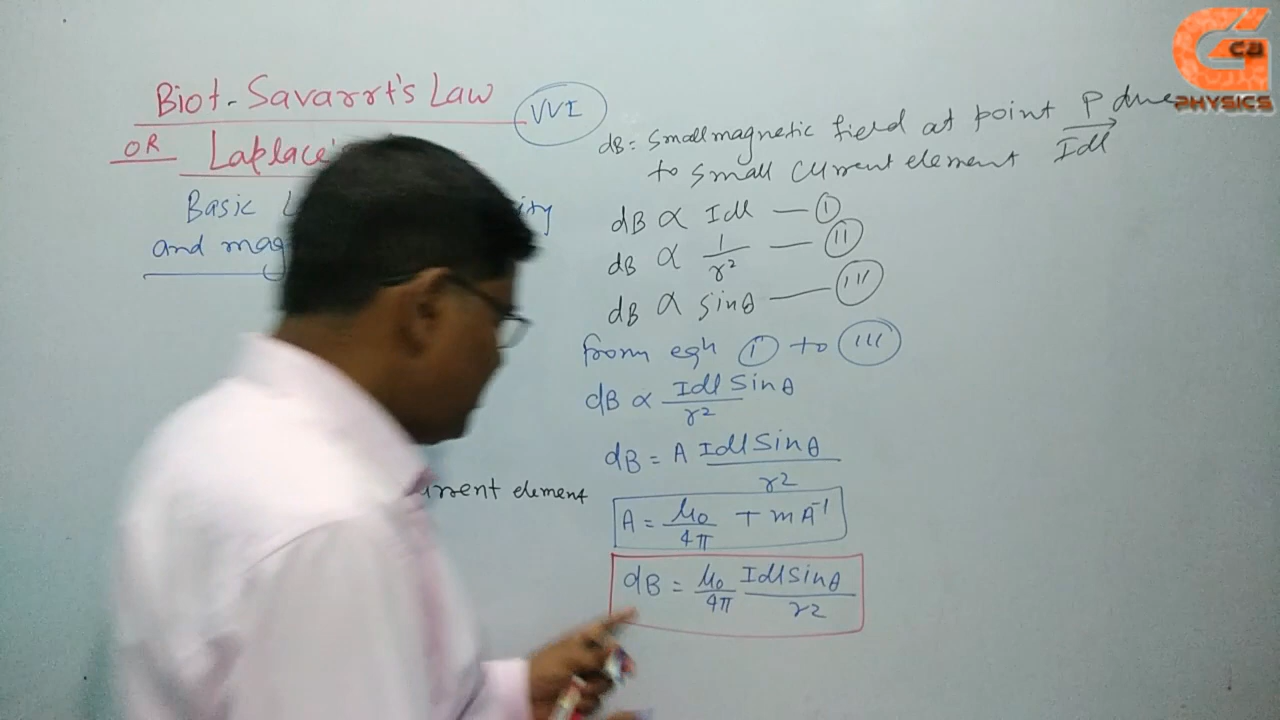 Biot-Savarrt's Law
VVI
OR Laplace'
Basic
and mag
urrent element
dB = Small magnetic field at point P due
to small current element Idl
dB ∝ Idl — I
dB ∝ 1/r² — II
dB ∝ sinθ — III
from eqn I to III
dB ∝ Idl Sinθ/r²
dB = A Idl Sinθ/r²
A = μ₀/4π TmA⁻¹
dB = μ₀/4π Idl sinθ/r²
G
ca
PHYSICS